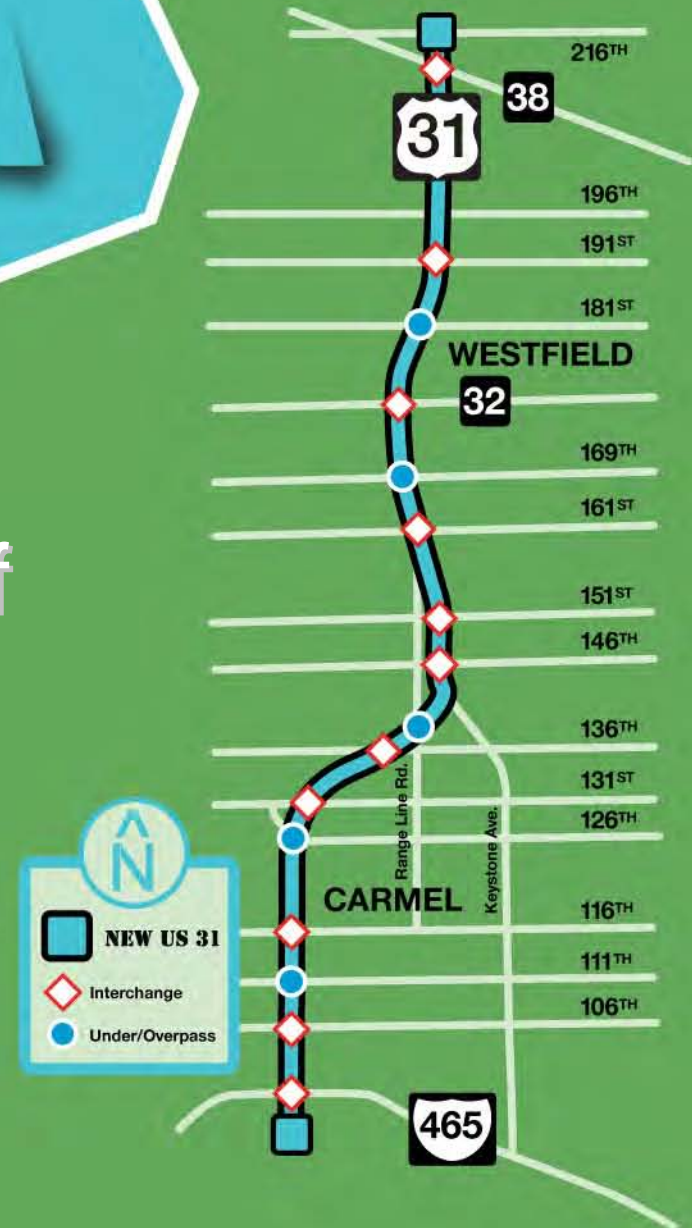 216TH
38
31
196TH
191ST
181ST
WESTFIELD
32
169TH
f
161ST
151ST
146TH
136TH
131ST
126TH
Range Line Rd.
Keystone Ave.
N
CARMEL
NEW US 31
116TH
Interchange
111TH
106TH
Under/Overpass
465